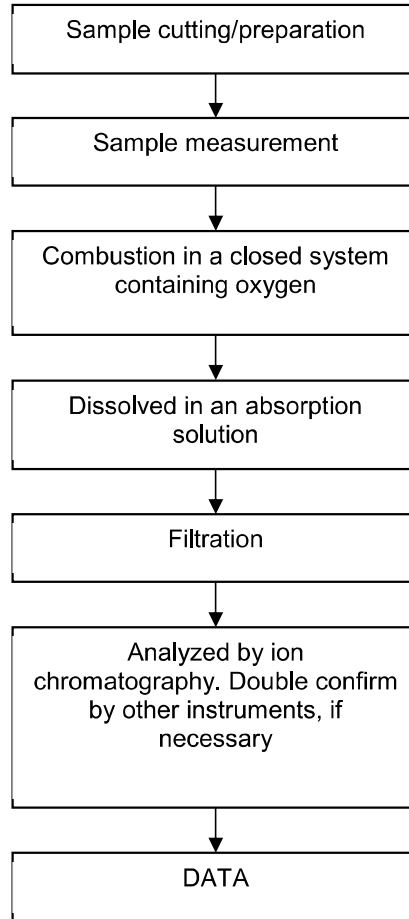 Sample cutting/preparation
Sample measurement
Combustion in a closed system
containing oxygen
Dissolved in an absorption
solution
Filtration
Analyzed by ion
chromatography. Double confirm
by other instruments, if
necessary
DATA